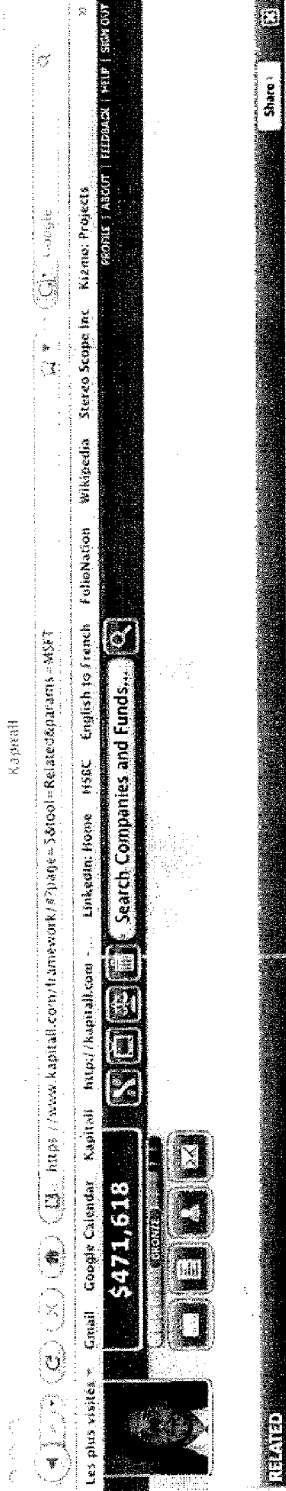 Kapitall
https://www.kapitall.com/framework/#?page=5&tool=Related&params=MSFT
Google
Les plus visités Gmail Google Calendar Kapitall http://kapitall.com - ... LinkedIn: Home HSBC English to French FolioNation Wikipedia Stereo Scope Inc Kizmo: Projects
$471,618 Search Companies and Funds... PROFILE | ABOUT | FEEDBACK | HELP | SIGN OUT
BRONZE
RELATED Share